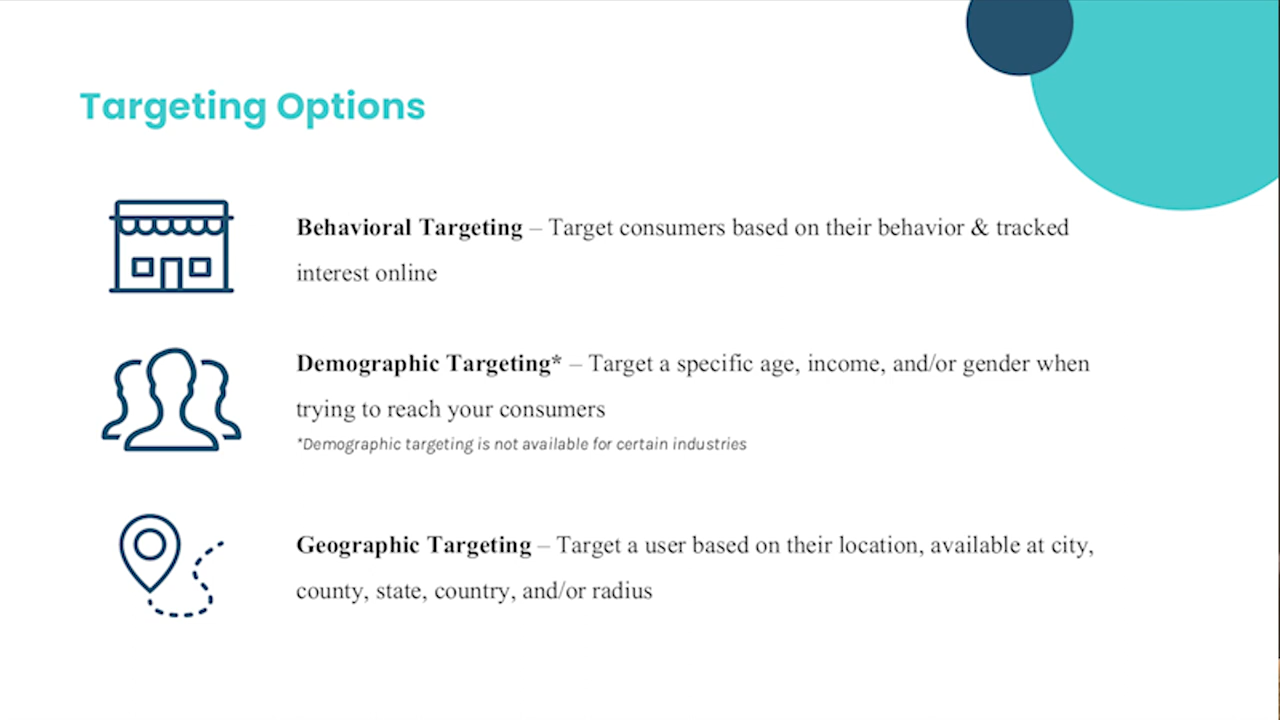 Targeting Options
Behavioral Targeting – Target consumers based on their behavior & tracked
interest online
Demographic Targeting* – Target a specific age, income, and/or gender when
trying to reach your consumers
*Demographic targeting is not available for certain industries
Geographic Targeting – Target a user based on their location, available at city,
county, state, country, and/or radius